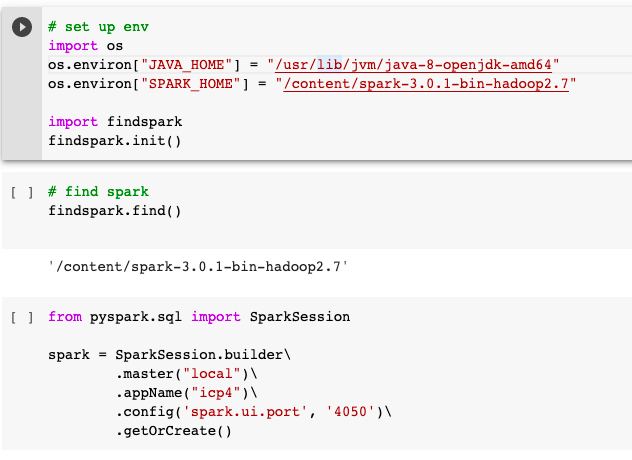 # set up env
import os
os.environ["JAVA_HOME"] = "/usr/lib/jvm/java-8-openjdk-amd64"
os.environ["SPARK_HOME"] = "/content/spark-3.0.1-bin-hadoop2.7"
import findspark
findspark.init()
[ ] # find spark
findspark.find()
'/content/spark-3.0.1-bin-hadoop2.7'
[ ] from pyspark.sql import SparkSession
spark = SparkSession.builder\
.master("local")\
.appName("icp4")\
.config('spark.ui.port', '4050')\
.getOrCreate()